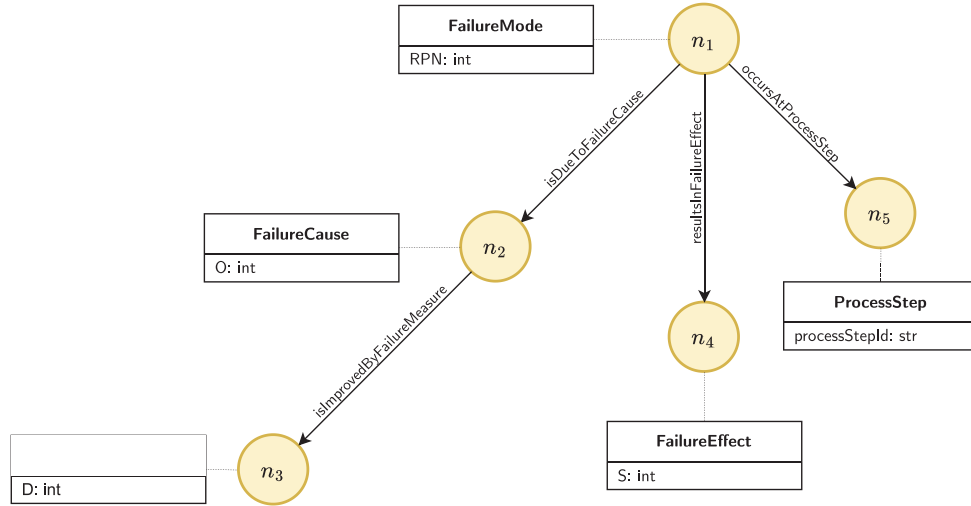 FailureMode
RPN: int
n1
isDueToFailureCause
resultsInFailureEffect
occursAtProcessStep
FailureCause
O: int
n2
n5
ProcessStep
processStepId: str
isImprovedByFailureMeasure
n4
FailureEffect
S: int
n3
D: int